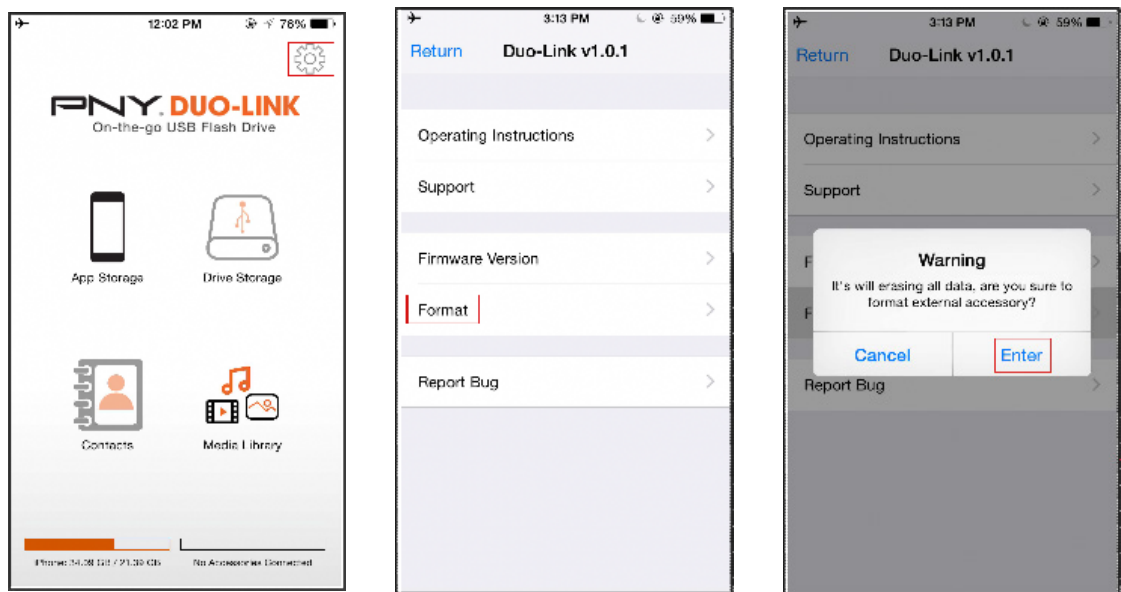 12:02 PM
76%
PNY. DUO-LINK
On-the-go USB Flash Drive
App Storage
Drive Storage
Contacts
Media Library
No Accessories Connected
3:13 PM
59%
Return
Duo-Link v1.0.1
Operating Instructions
Support
Firmware Version
Format
Report Bug
3:13 PM
59%
Return
Duo-Link v1.0.1
Operating Instructions
Support
F
Warning
It's will erasing all data, are you sure to
format external accessory?
F
Cancel
Enter
Report Bug